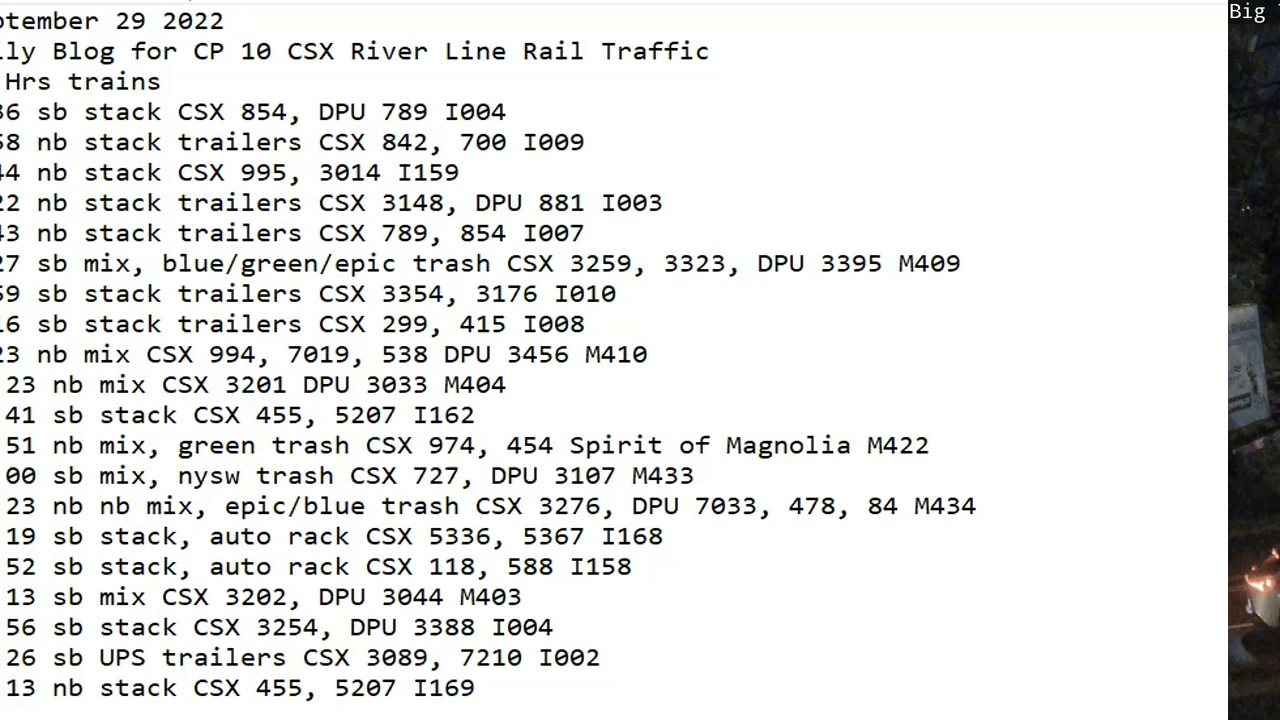 ptember 29 2022
lly Blog for CP 10 CSX River Line Rail Traffic
Hrs trains
36 sb stack CSX 854, DPU 789 I004
58 nb stack trailers CSX 842, 700 I009
44 nb stack CSX 995, 3014 I159
22 nb stack trailers CSX 3148, DPU 881 I003
43 nb stack trailers CSX 789, 854 I007
27 sb mix, blue/green/epic trash CSX 3259, 3323, DPU 3395 M409
59 sb stack trailers CSX 3354, 3176 I010
16 sb stack trailers CSX 299, 415 I008
23 nb mix CSX 994, 7019, 538 DPU 3456 M410
23 nb mix CSX 3201 DPU 3033 M404
41 sb stack CSX 455, 5207 I162
51 nb mix, green trash CSX 974, 454 Spirit of Magnolia M422
00 sb mix, nysw trash CSX 727, DPU 3107 M433
23 nb nb mix, epic/blue trash CSX 3276, DPU 7033, 478, 84 M434
19 sb stack, auto rack CSX 5336, 5367 I168
52 sb stack, auto rack CSX 118, 588 I158
13 sb mix CSX 3202, DPU 3044 M403
56 sb stack CSX 3254, DPU 3388 I004
26 sb UPS trailers CSX 3089, 7210 I002
13 nb stack CSX 455, 5207 I169
Big